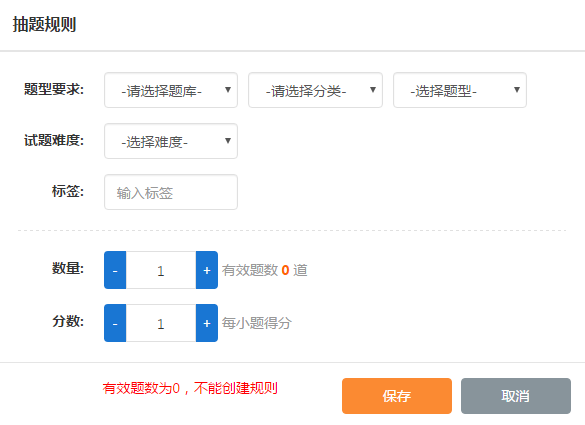 抽题规则
题型要求: -请选择题库- -请选择分类- -选择题型-
试题难度: -选择难度-
标签: 输入标签
数量: - 1 + 有效题数 0 道
分数: - 1 + 每小题得分
有效题数为0，不能创建规则 保存 取消